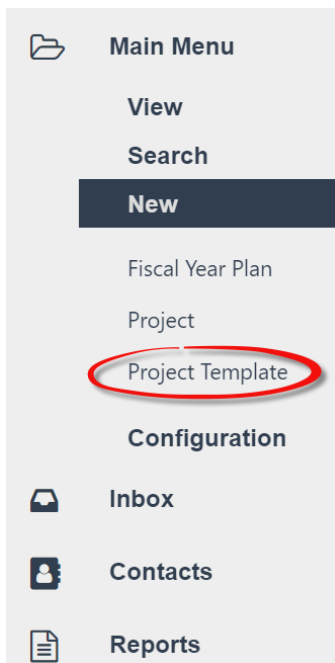 Main Menu
View
Search
New
Fiscal Year Plan
Project
Project Template
Configuration
Inbox
Contacts
Reports